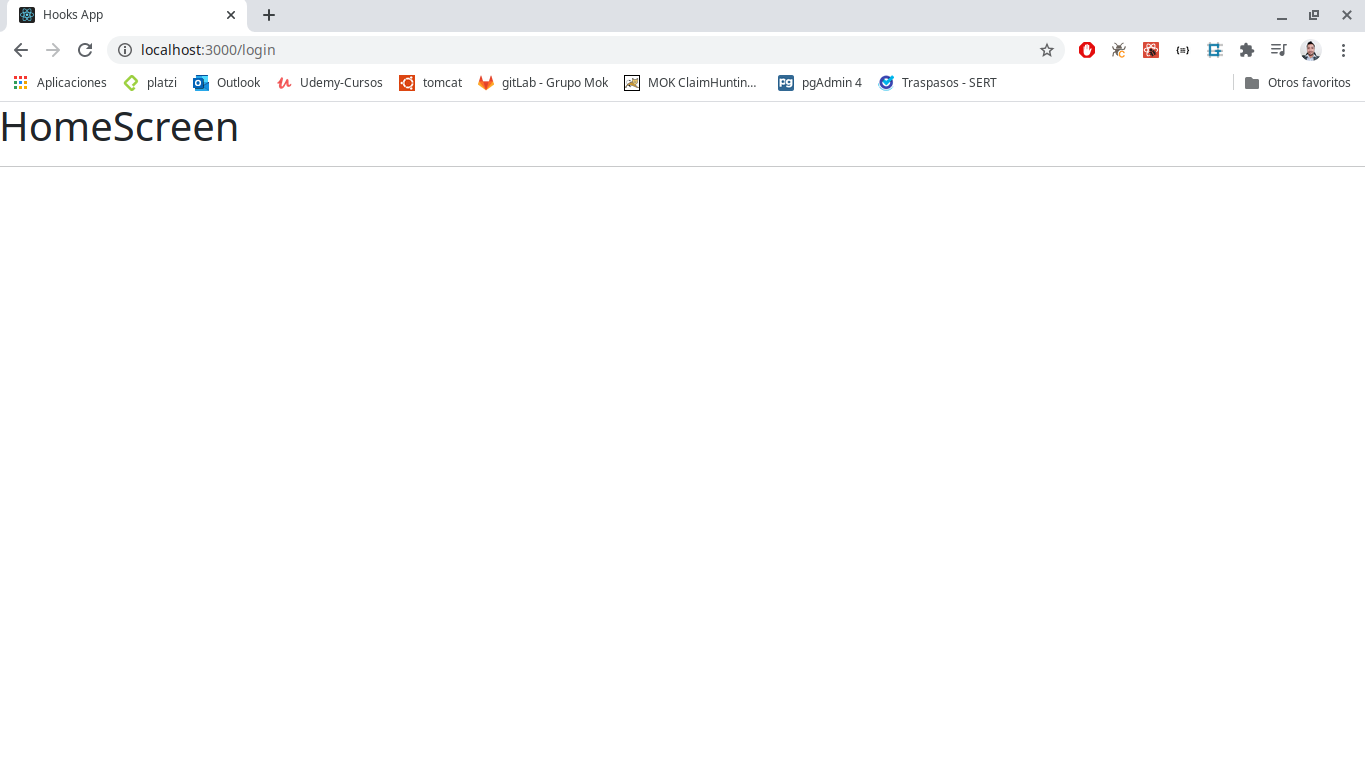 Hooks App
localhost:3000/login
Aplicaciones platzi Outlook Udemy-Cursos tomcat gitLab - Grupo Mok MOK ClaimHuntin... pgAdmin 4 Traspasos - SERT Otros favoritos
HomeScreen